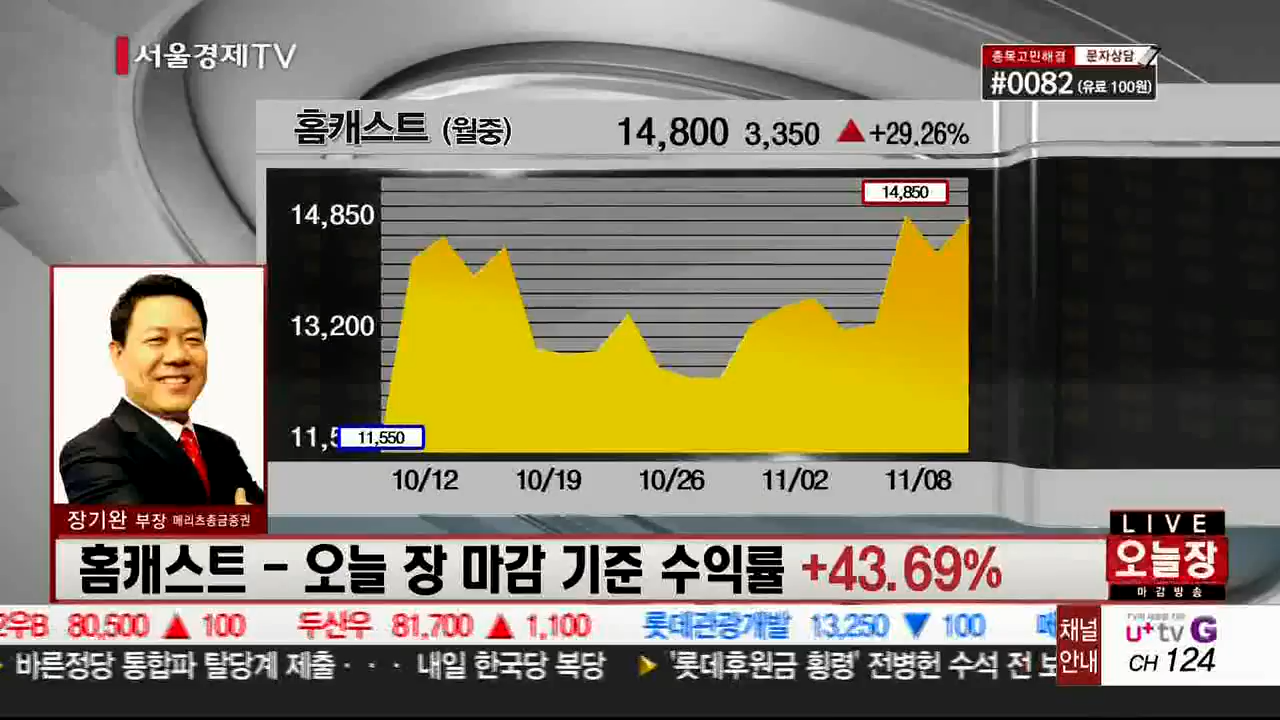 서울경제TV
종목고민해결 문자상담
#0082 (유료 100원)
홈캐스트 (월중) 14,800 3,350 ▲+29.26%
14,850
14,850
13,200
11,5
11,550
10/12 10/19 10/26 11/02 11/08
장기완 부장 메리츠종금증권
홈캐스트 - 오늘 장 마감 기준 수익률 +43.69%
LIVE
오늘장
마감방송
우B 80,500 ▲ 100 두산우 81,700 ▲ 1,100 롯데관광개발 13,250 ▼ 100
채널
안내
u+tv G
CH 124
바른정당 통합파 탈당계 제출··· 내일 한국당 복당 ▶ '롯데후원금 횡령' 전병헌 수석 전 보